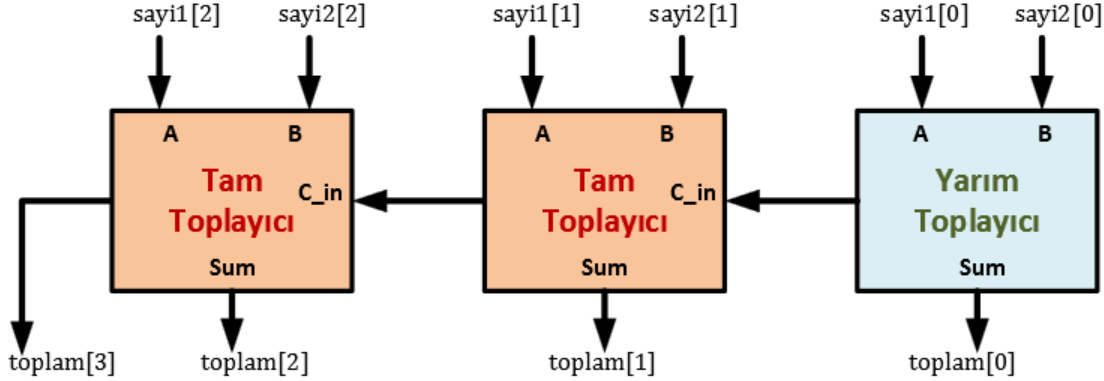 sayi1[2] sayi2[2] sayi1[1] sayi2[1] sayi1[0] sayi2[0]
A B A B A B
Tam
Toplayıcı
C_in
Sum
Tam
Toplayıcı
C_in
Sum
Yarım
Toplayıcı
Sum
toplam[3] toplam[2] toplam[1] toplam[0]